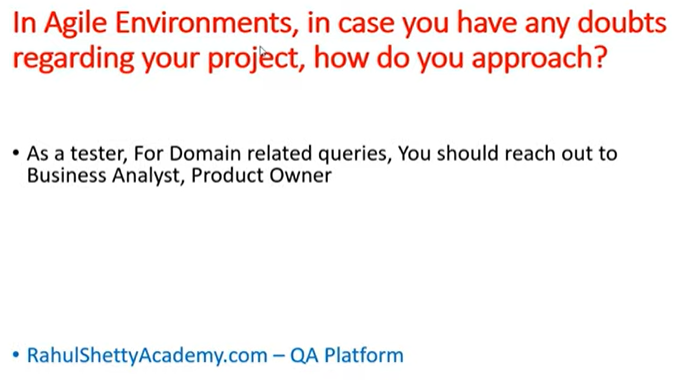 In Agile Environments, in case you have any doubts
regarding your project, how do you approach?
• As a tester, For Domain related queries, You should reach out to
Business Analyst, Product Owner
• RahulShettyAcademy.com – QA Platform